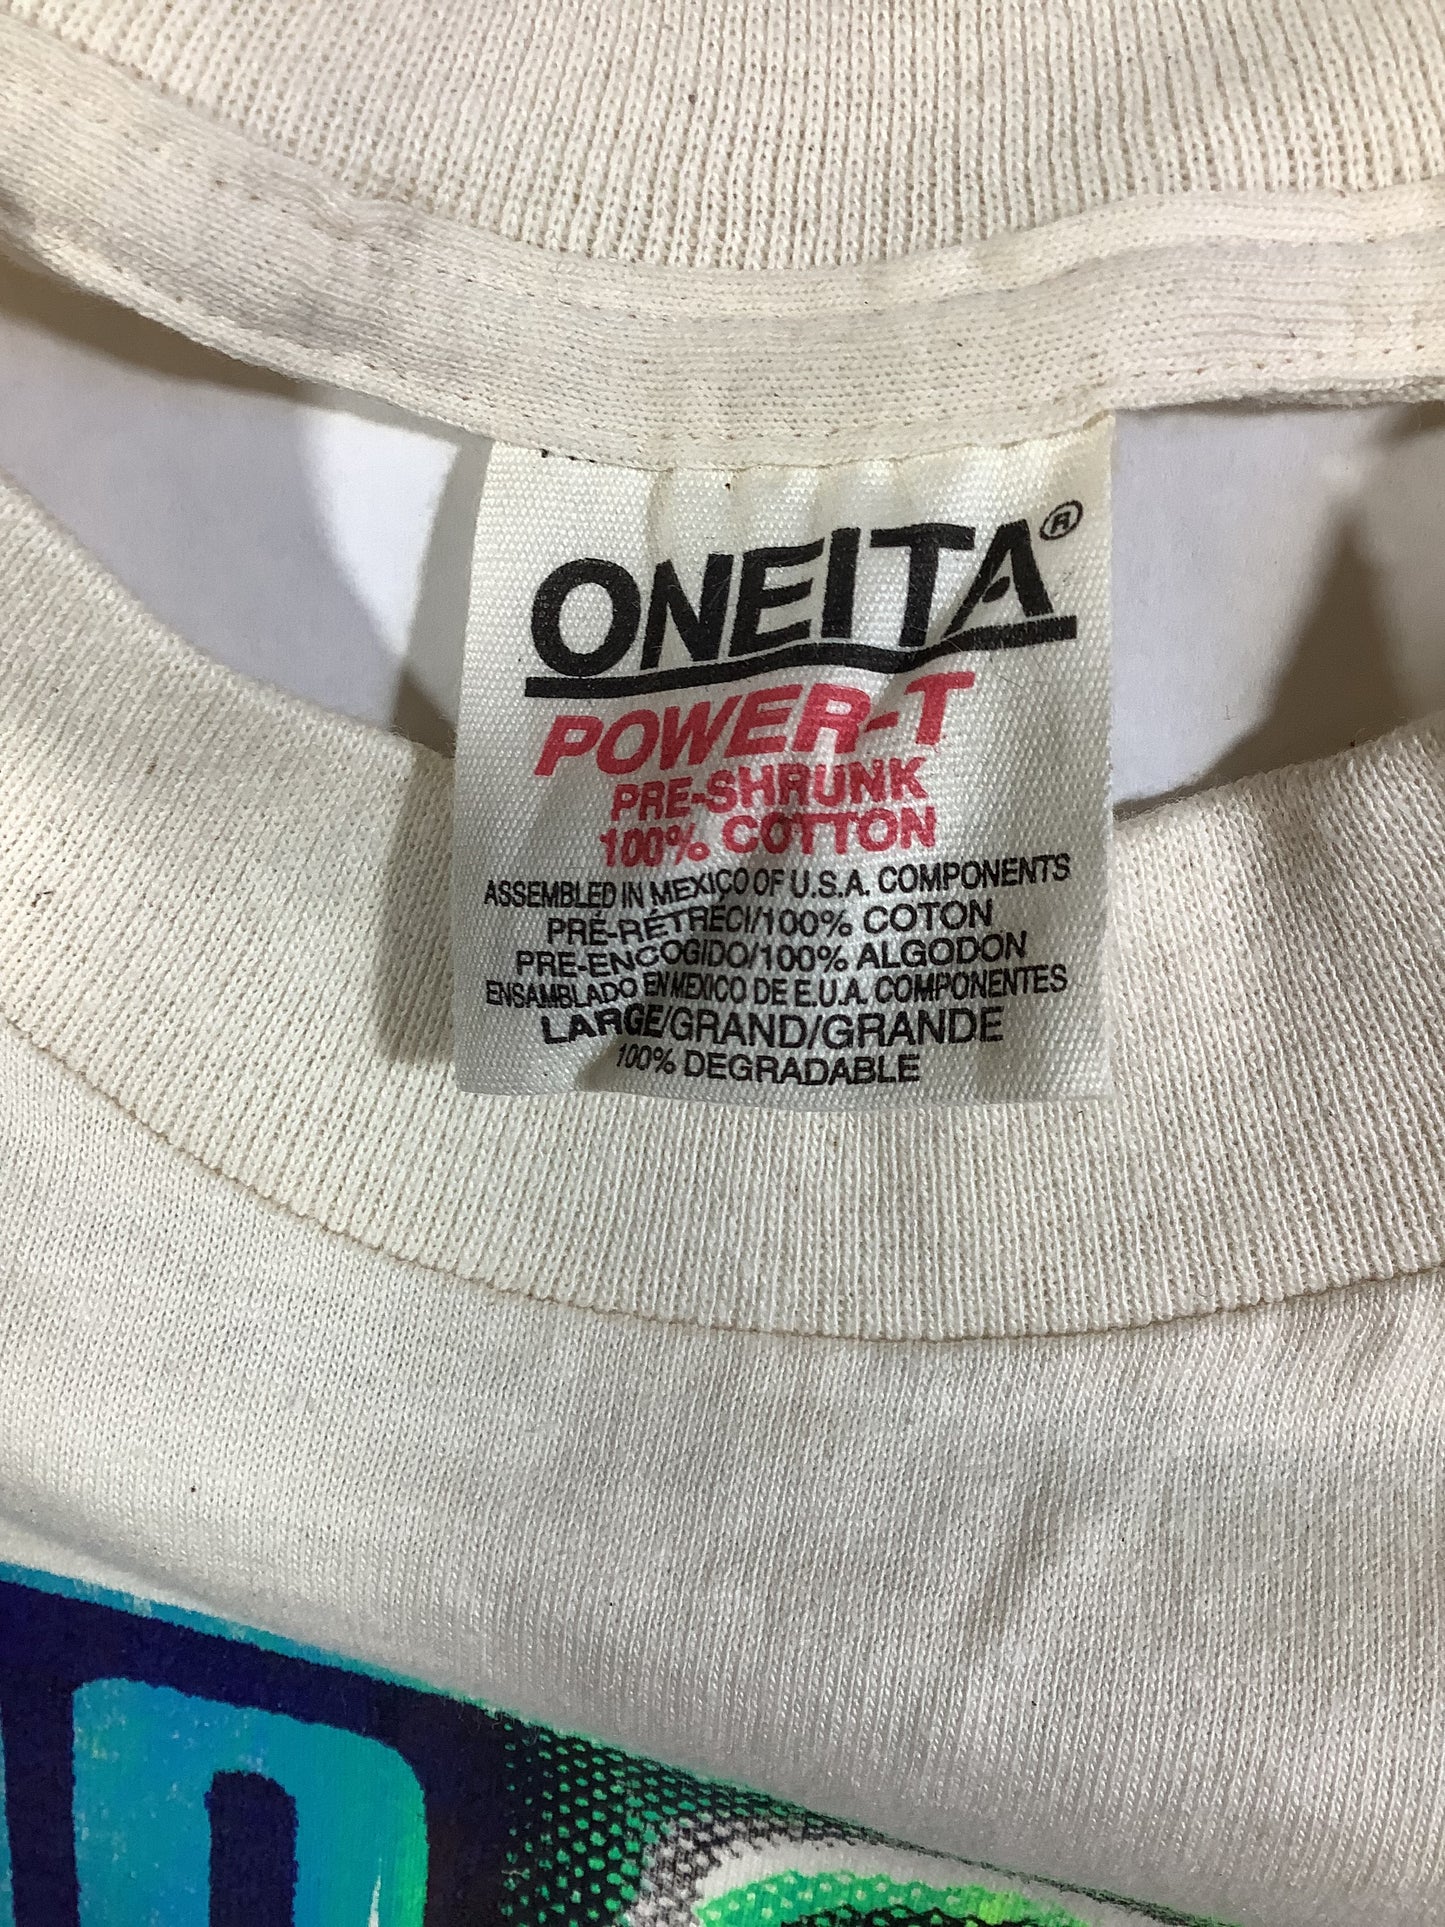 ONEITA®
POWER-T
PRE-SHRUNK
100% COTTON
ASSEMBLED IN MEXICO OF U.S.A. COMPONENTS
PRÉ-RÉTRÉCI/100% COTON
PRE-ENCOGIDO/100% ALGODON
ENSAMBLADO EN MEXICO DE E.U.A. COMPONENTES
LARGE/GRAND/GRANDE
100% DEGRADABLE